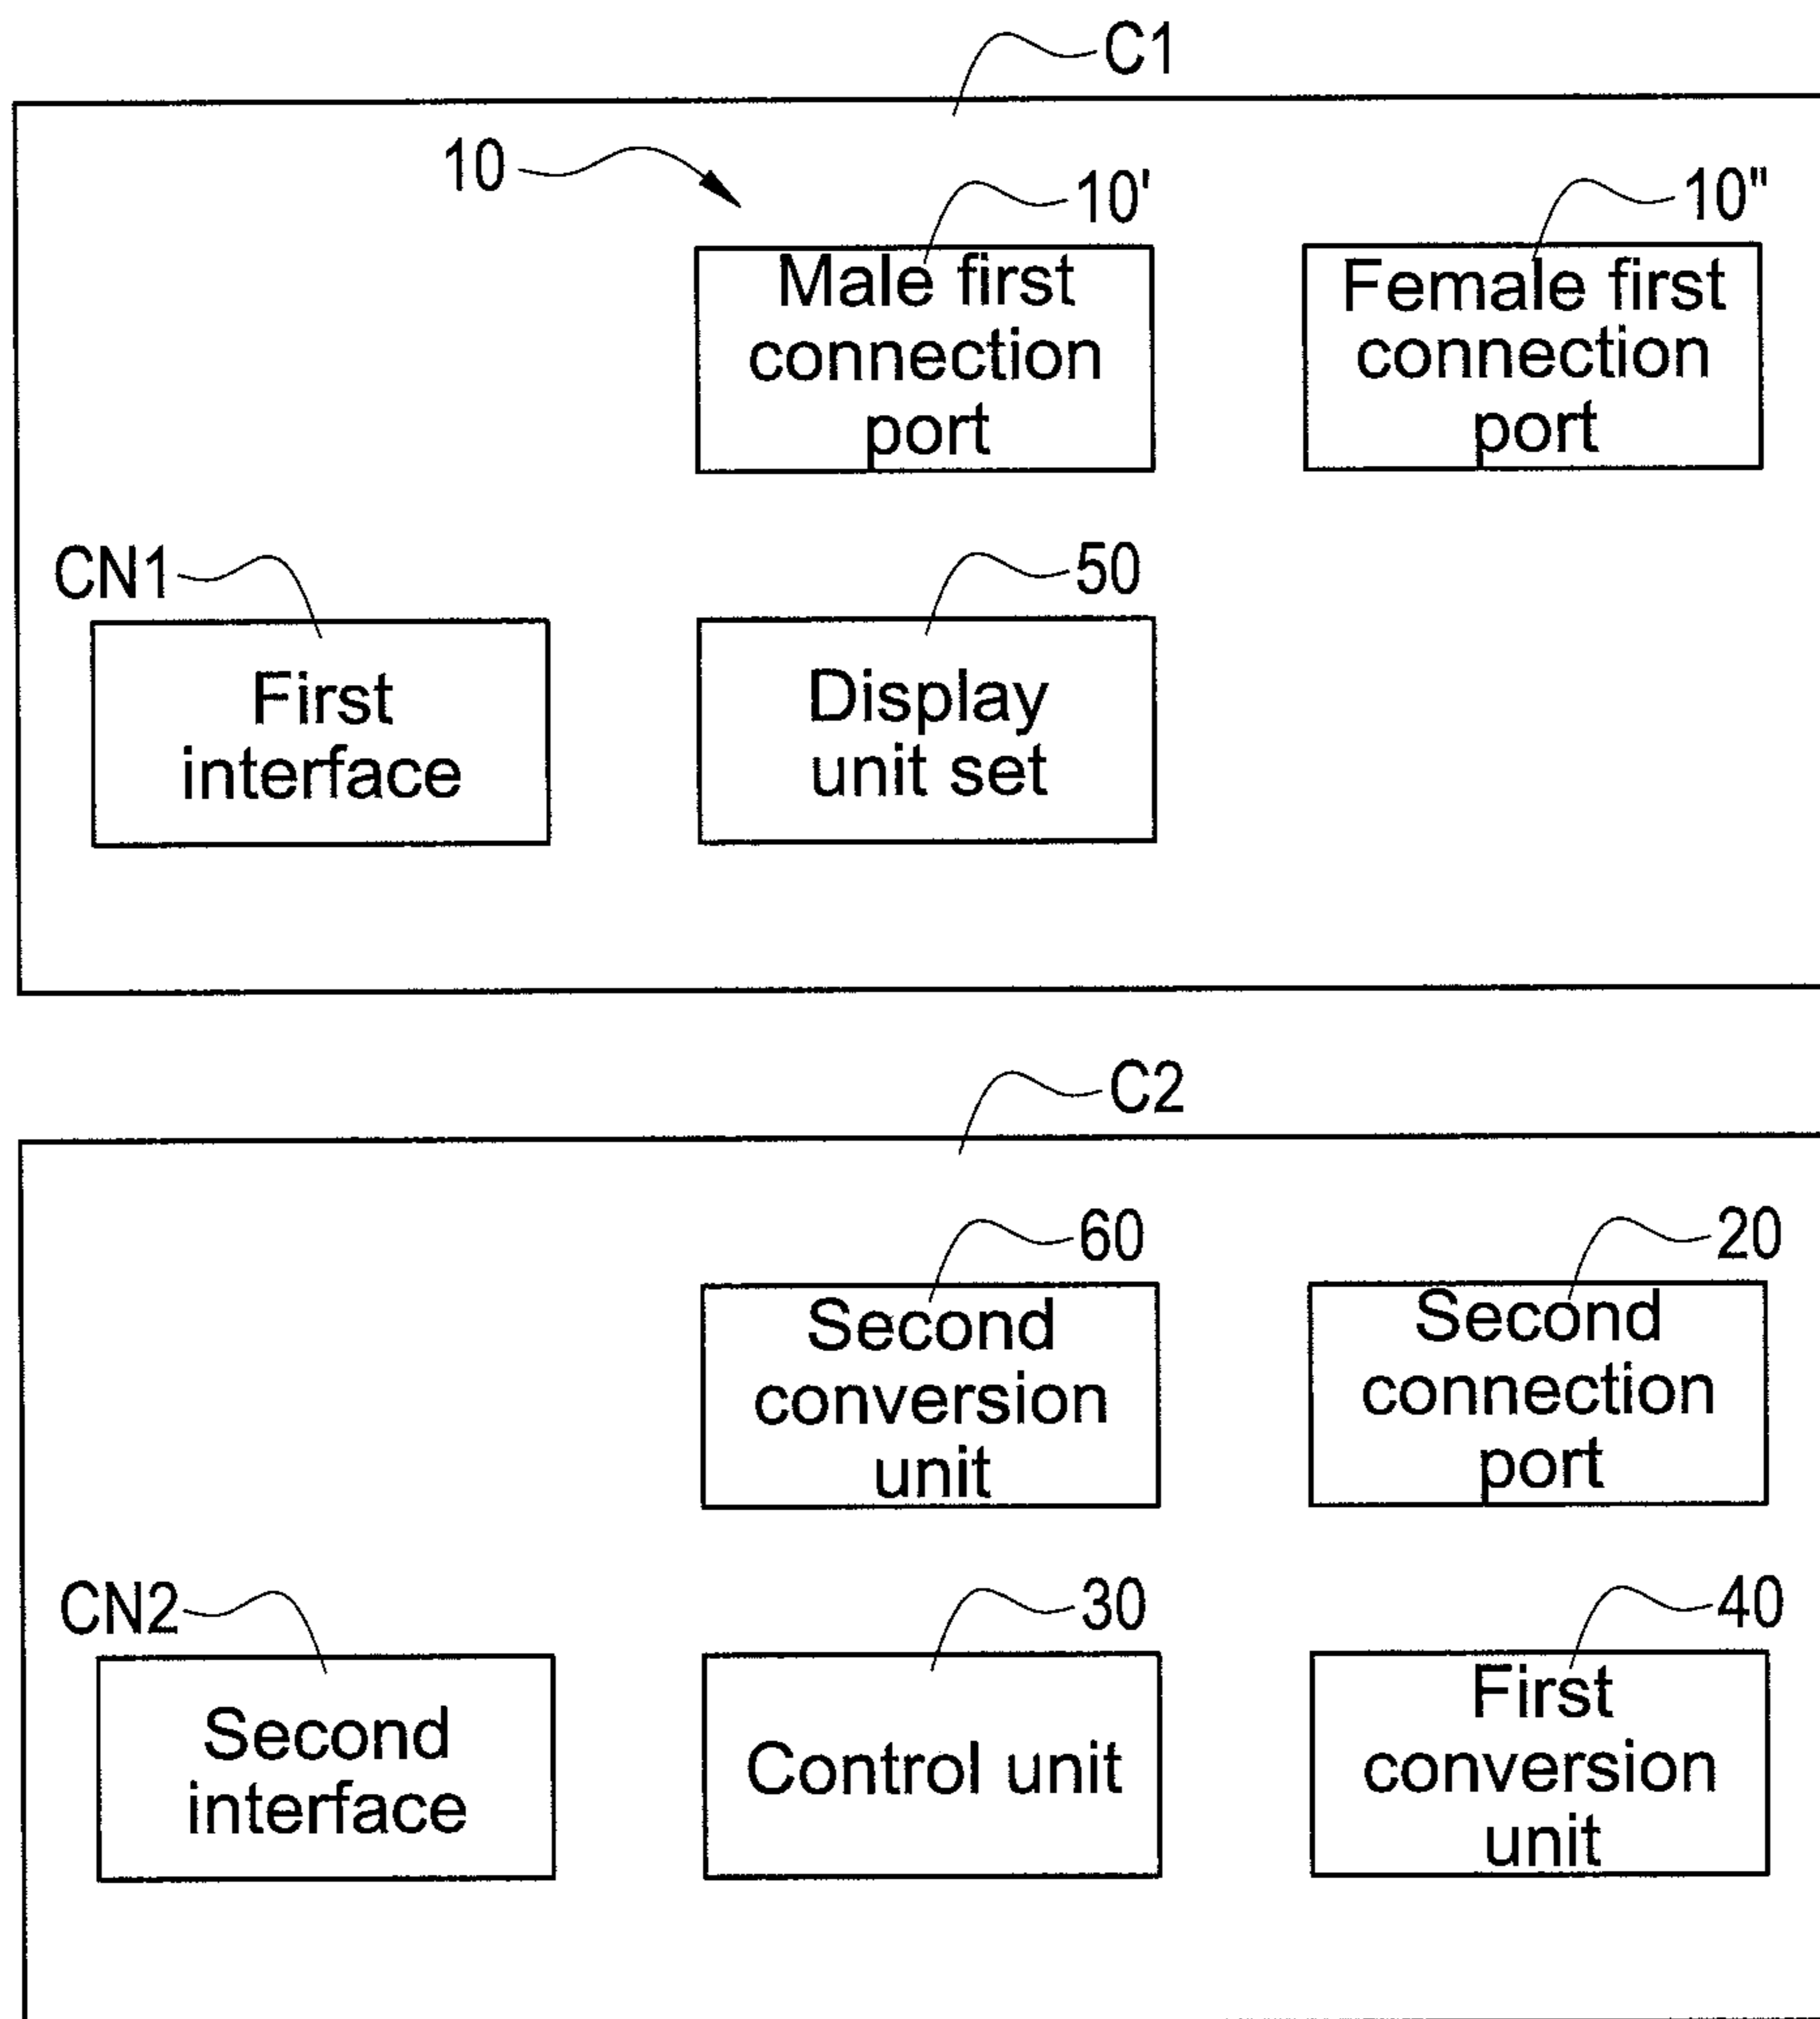 C1
10
10'
10"
Male first
connection
port
Female first
connection
port
CN1
50
First
interface
Display
unit set
C2
60
20
Second
conversion
unit
Second
connection
port
CN2
30
40
Second
interface
Control unit
First
conversion
unit